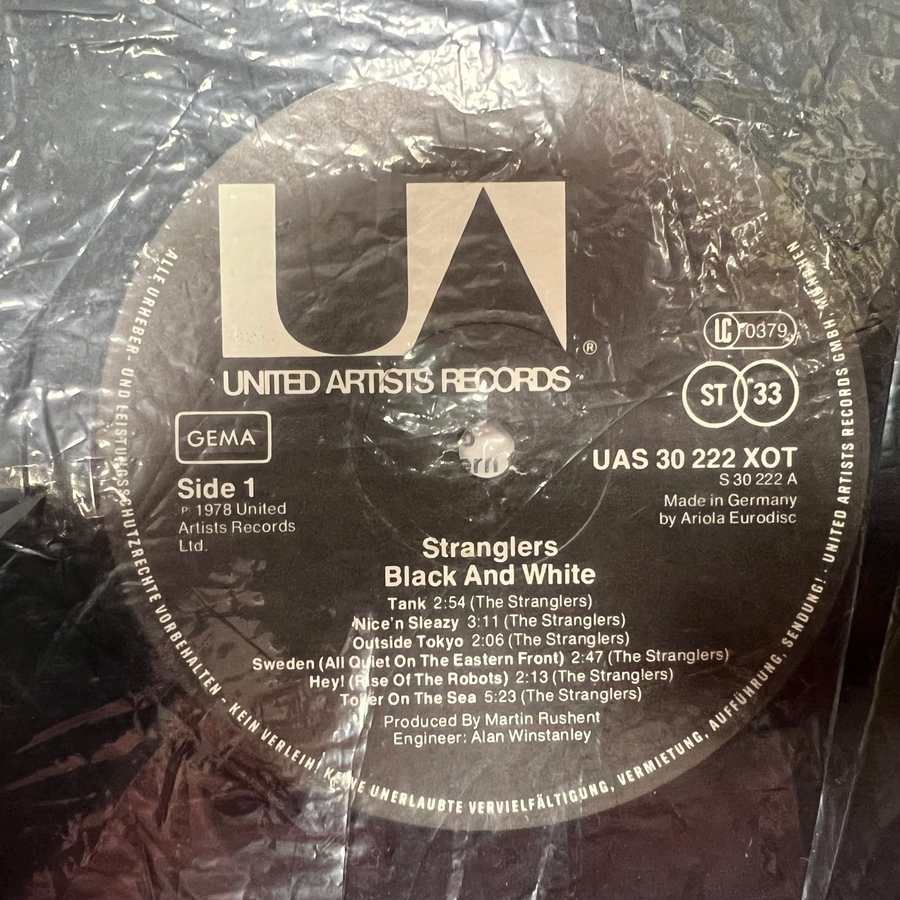 UA ®
UNITED ARTISTS RECORDS
LC 0379
ST 33
GEMA
UAS 30 222 XOT
S 30 222 A
Side 1
Made in Germany
by Ariola Eurodisc
℗ 1978 United
Artists Records
Ltd.
Stranglers
Black And White
Tank 2:54 (The Stranglers)
Nice'n Sleazy 3:11 (The Stranglers)
Outside Tokyo 2:06 (The Stranglers)
Sweden (All Quiet On The Eastern Front) 2:47 (The Stranglers)
Hey! (Rise Of The Robots) 2:13 (The Stranglers)
On The Sea 5:23 (The Stranglers)
Produced By Martin Rushent
Engineer: Alan Winstanley
ALLE URHEBER- UND LEISTUNGSSCHUTZRECHTE VORBEHALTEN - KEIN VERLEIH! KEINE UNERLAUBTE VERVIELFÄLTIGUNG, VERMIETUNG, AUFFÜHRUNG, SENDUNG! · UNITED ARTISTS RECORDS GMBH, MÜNCHEN